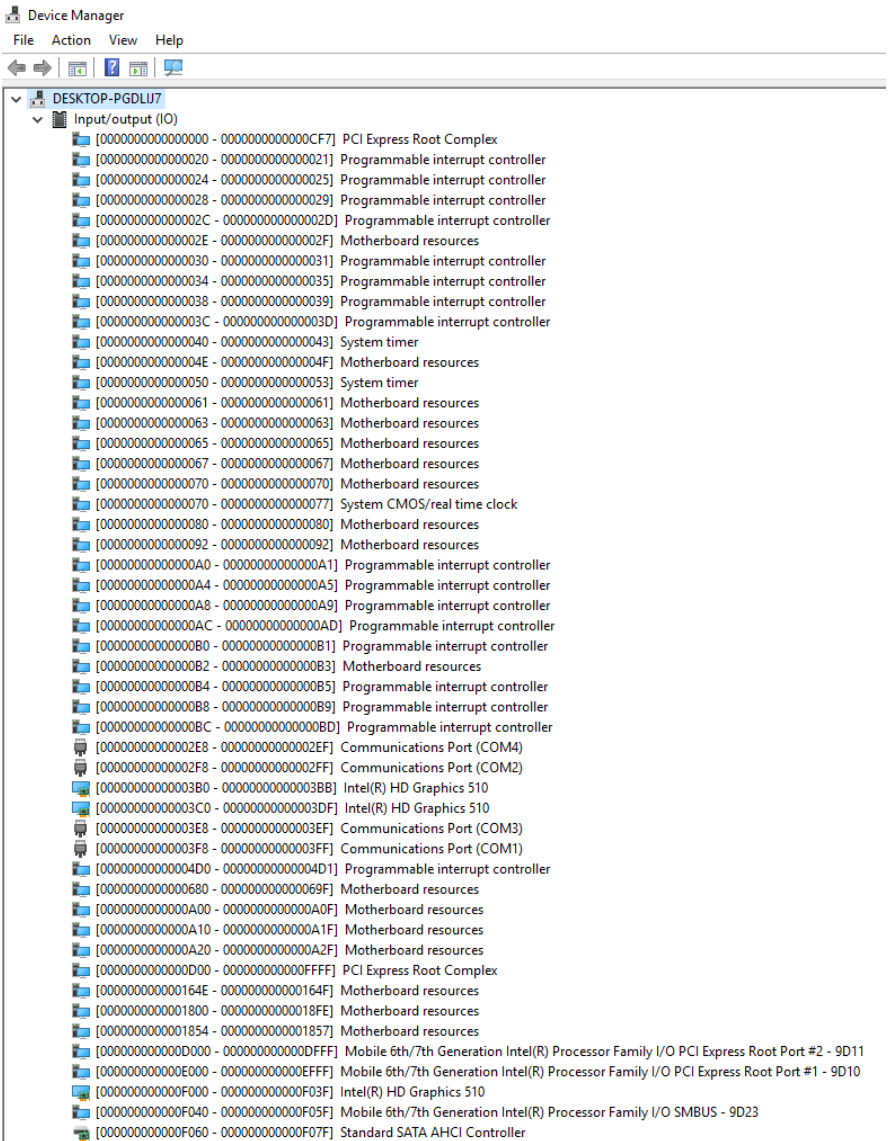 Device Manager
File Action View Help
DESKTOP-PGDLIJ7
Input/output (IO)
[0000000000000000 - 0000000000000CF7] PCI Express Root Complex
[0000000000000020 - 0000000000000021] Programmable interrupt controller
[0000000000000024 - 0000000000000025] Programmable interrupt controller
[0000000000000028 - 0000000000000029] Programmable interrupt controller
[000000000000002C - 000000000000002D] Programmable interrupt controller
[000000000000002E - 000000000000002F] Motherboard resources
[0000000000000030 - 0000000000000031] Programmable interrupt controller
[0000000000000034 - 0000000000000035] Programmable interrupt controller
[0000000000000038 - 0000000000000039] Programmable interrupt controller
[000000000000003C - 000000000000003D] Programmable interrupt controller
[0000000000000040 - 0000000000000043] System timer
[000000000000004E - 000000000000004F] Motherboard resources
[0000000000000050 - 0000000000000053] System timer
[0000000000000061 - 0000000000000061] Motherboard resources
[0000000000000063 - 0000000000000063] Motherboard resources
[0000000000000065 - 0000000000000065] Motherboard resources
[0000000000000067 - 0000000000000067] Motherboard resources
[0000000000000070 - 0000000000000070] Motherboard resources
[0000000000000070 - 0000000000000077] System CMOS/real time clock
[0000000000000080 - 0000000000000080] Motherboard resources
[0000000000000092 - 0000000000000092] Motherboard resources
[00000000000000A0 - 00000000000000A1] Programmable interrupt controller
[00000000000000A4 - 00000000000000A5] Programmable interrupt controller
[00000000000000A8 - 00000000000000A9] Programmable interrupt controller
[00000000000000AC - 00000000000000AD] Programmable interrupt controller
[00000000000000B0 - 00000000000000B1] Programmable interrupt controller
[00000000000000B2 - 00000000000000B3] Motherboard resources
[00000000000000B4 - 00000000000000B5] Programmable interrupt controller
[00000000000000B8 - 00000000000000B9] Programmable interrupt controller
[00000000000000BC - 00000000000000BD] Programmable interrupt controller
[00000000000002E8 - 00000000000002EF] Communications Port (COM4)
[00000000000002F8 - 00000000000002FF] Communications Port (COM2)
[00000000000003B0 - 00000000000003BB] Intel(R) HD Graphics 510
[00000000000003C0 - 00000000000003DF] Intel(R) HD Graphics 510
[00000000000003E8 - 00000000000003EF] Communications Port (COM3)
[00000000000003F8 - 00000000000003FF] Communications Port (COM1)
[00000000000004D0 - 00000000000004D1] Programmable interrupt controller
[0000000000000680 - 000000000000069F] Motherboard resources
[0000000000000A00 - 0000000000000A0F] Motherboard resources
[0000000000000A10 - 0000000000000A1F] Motherboard resources
[0000000000000A20 - 0000000000000A2F] Motherboard resources
[0000000000000D00 - 000000000000FFFF] PCI Express Root Complex
[000000000000164E - 000000000000164F] Motherboard resources
[0000000000001800 - 00000000000018FE] Motherboard resources
[0000000000001854 - 0000000000001857] Motherboard resources
[000000000000D000 - 000000000000DFFF] Mobile 6th/7th Generation Intel(R) Processor Family I/O PCI Express Root Port #2 - 9D11
[000000000000E000 - 000000000000EFFF] Mobile 6th/7th Generation Intel(R) Processor Family I/O PCI Express Root Port #1 - 9D10
[000000000000F000 - 000000000000F03F] Intel(R) HD Graphics 510
[000000000000F040 - 000000000000F05F] Mobile 6th/7th Generation Intel(R) Processor Family I/O SMBUS - 9D23
[000000000000F060 - 000000000000F07F] Standard SATA AHCI Controller